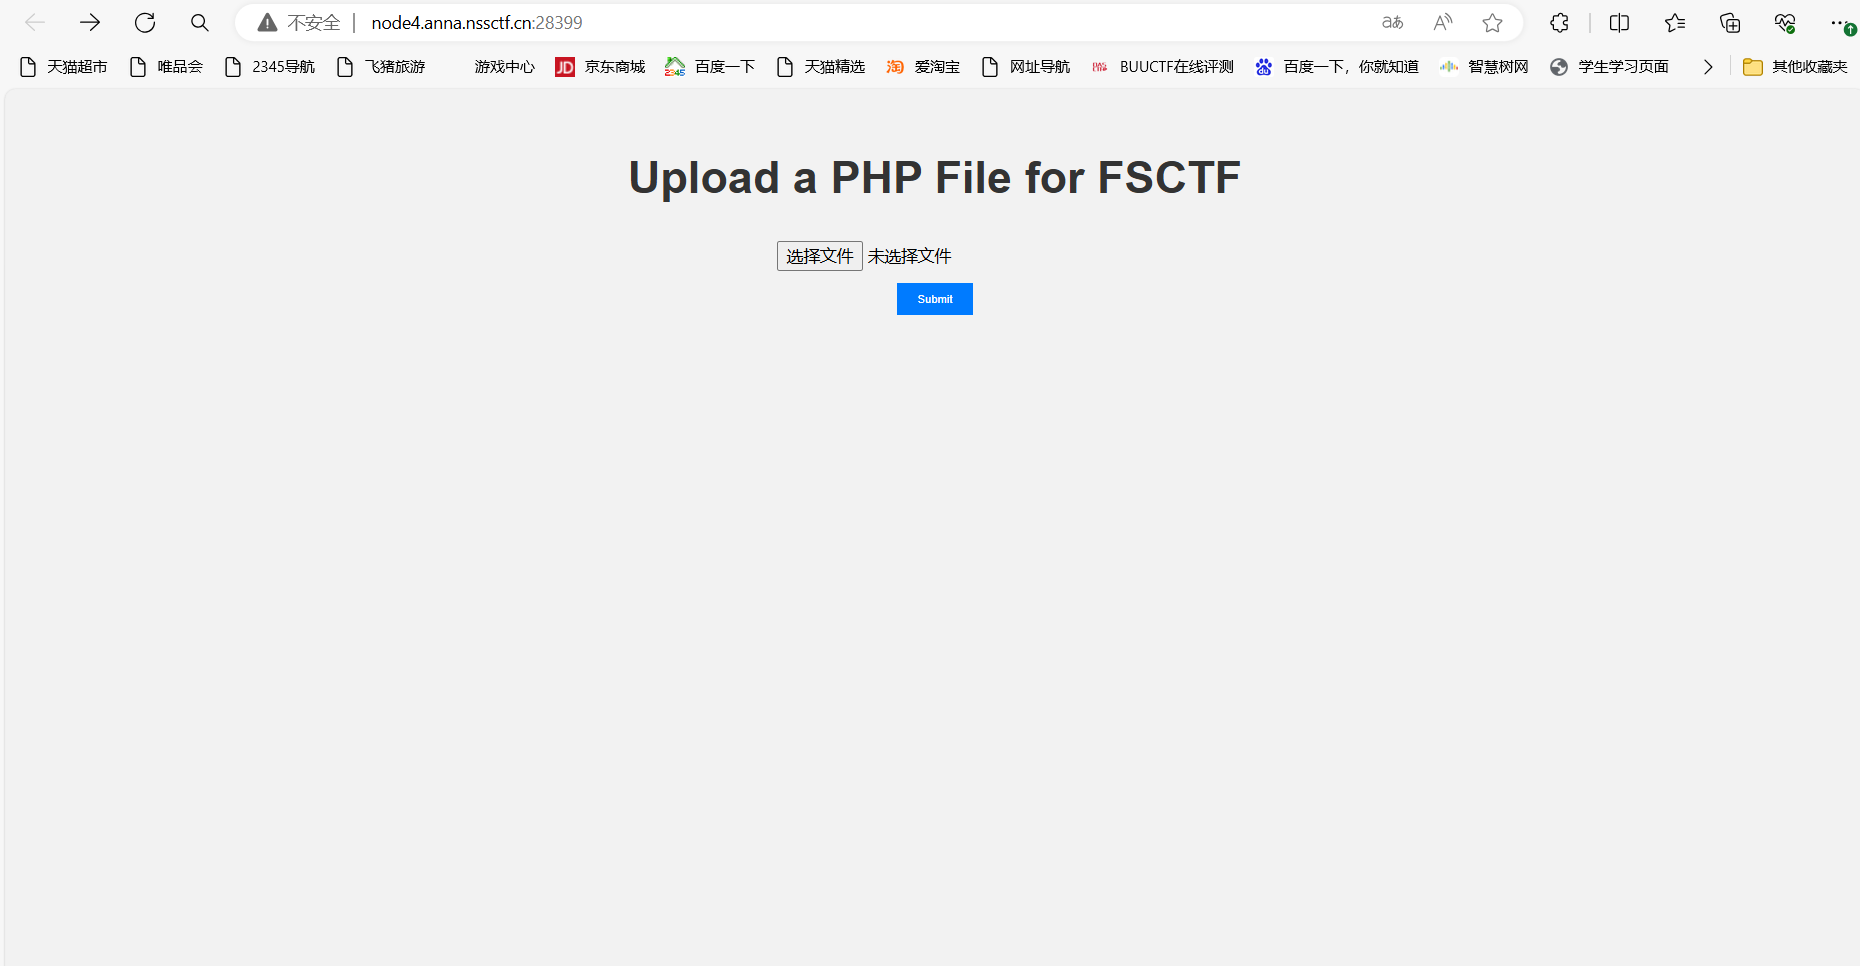 不安全 node4.anna.nssctf.cn:28399 aあ A
天猫超市 唯品会 2345导航 飞猪旅游 游戏中心 JD 京东商城 2345 百度一下 天猫精选 淘 爱淘宝 网址导航 BUUCTF在线评测 du 百度一下，你就知道 智慧树网 学生学习页面 其他收藏夹
Upload a PHP File for FSCTF
选择文件 未选择文件
Submit